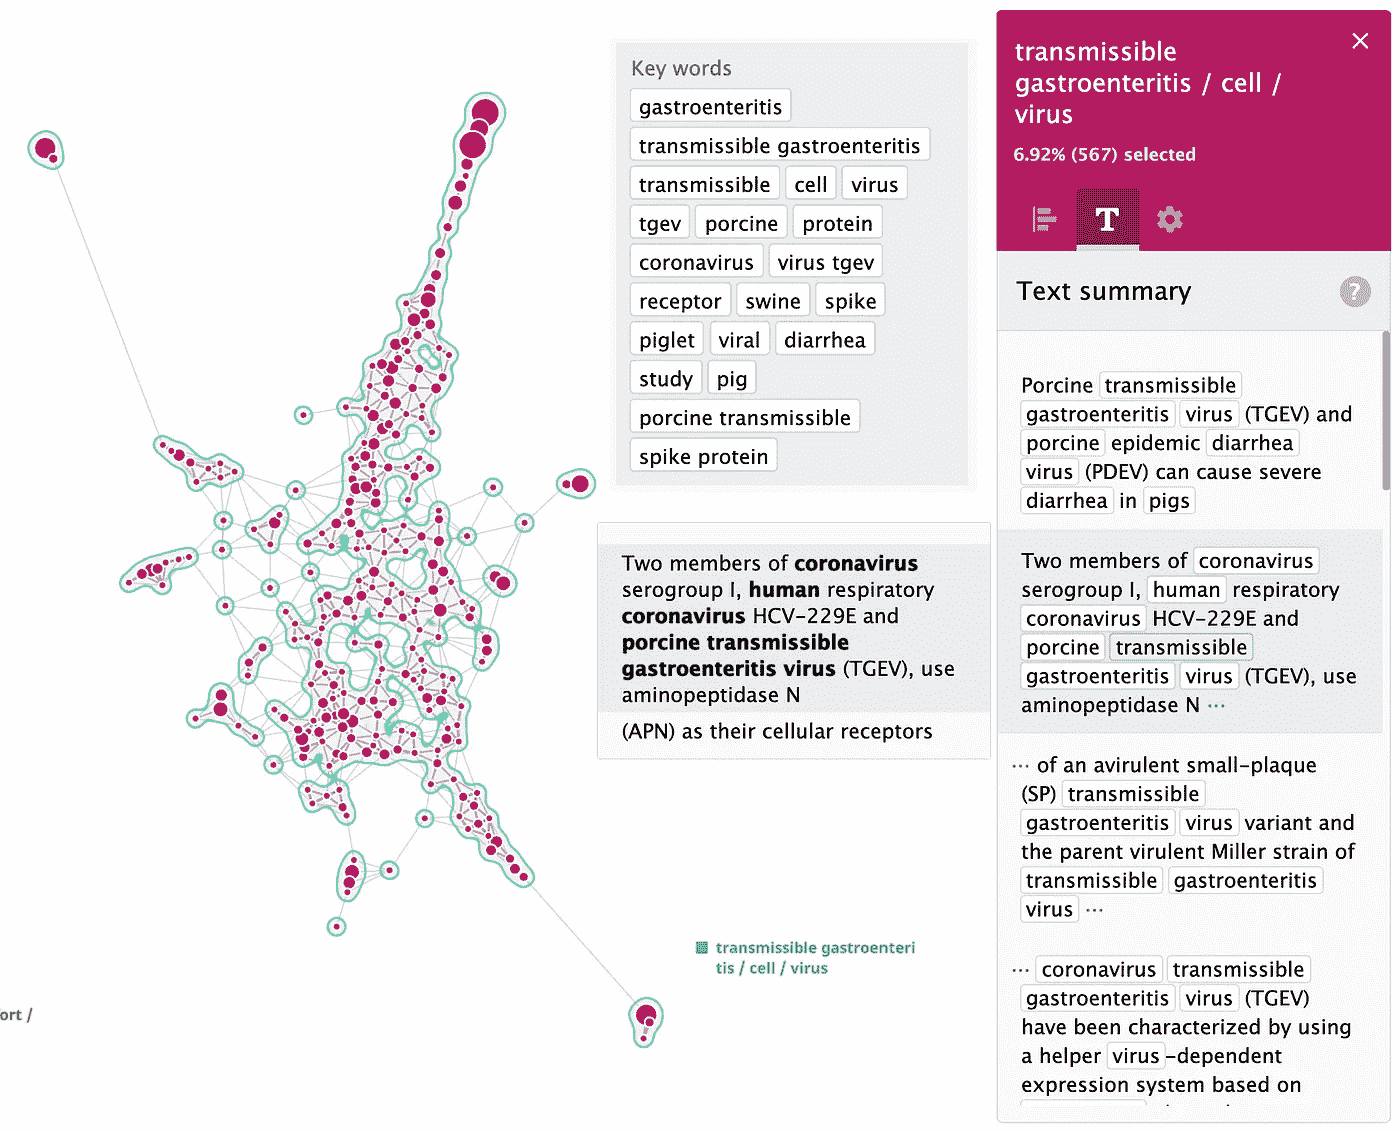 Key words
gastroenteritis
transmissible gastroenteritis
transmissible cell virus
tgev porcine protein
coronavirus virus tgev
receptor swine spike
piglet viral diarrhea
study pig
porcine transmissible
spike protein
Two members of coronavirus
serogroup I, human respiratory
coronavirus HCV-229E and
porcine transmissible
gastroenteritis virus (TGEV), use
aminopeptidase N
(APN) as their cellular receptors
transmissible gastroenteri
tis / cell / virus
ort /
transmissible
gastroenteritis / cell /
virus
6.92% (567) selected
T
Text summary
?
Porcine transmissible
gastroenteritis virus (TGEV) and
porcine epidemic diarrhea
virus (PDEV) can cause severe
diarrhea in pigs
Two members of coronavirus
serogroup I, human respiratory
coronavirus HCV-229E and
porcine transmissible
gastroenteritis virus (TGEV), use
aminopeptidase N ···
··· of an avirulent small-plaque
(SP) transmissible
gastroenteritis virus variant and
the parent virulent Miller strain of
transmissible gastroenteritis
virus ···
··· coronavirus transmissible
gastroenteritis virus (TGEV)
have been characterized by using
a helper virus -dependent
expression system based on